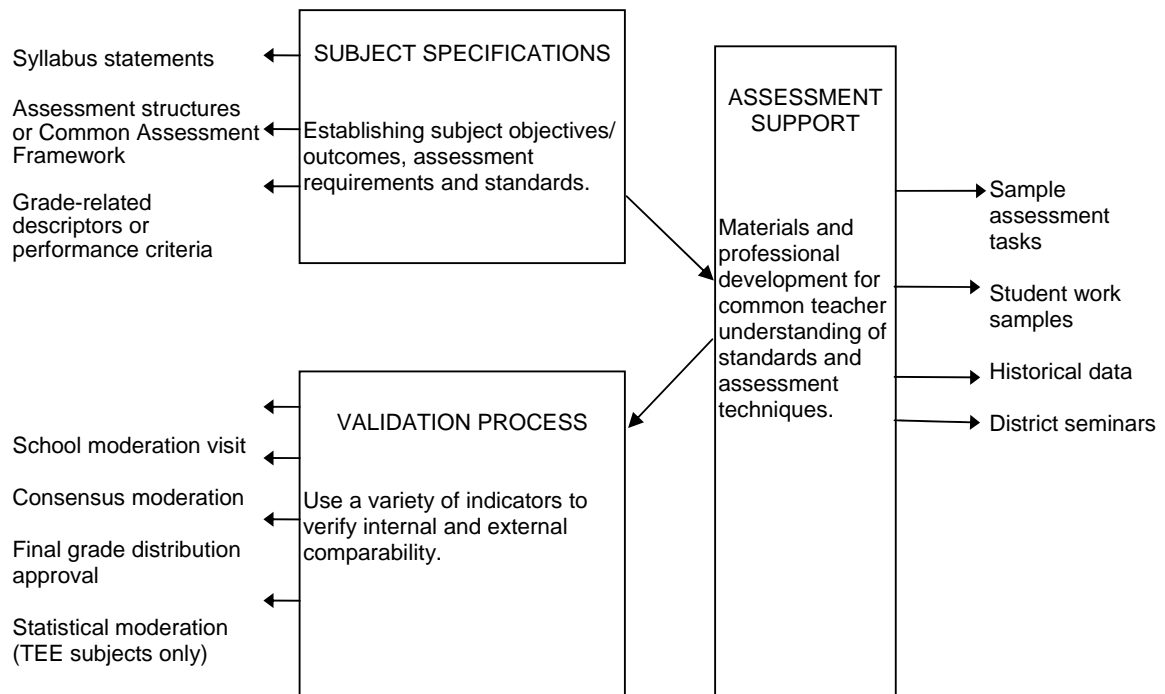 SUBJECT SPECIFICATIONS
Establishing subject objectives/
outcomes, assessment
requirements and standards.
Syllabus statements
Assessment structures
or Common Assessment
Framework
Grade-related
descriptors or
performance criteria
ASSESSMENT
SUPPORT
Materials and
professional
development for
common teacher
understanding of
standards and
assessment
techniques.
Sample
assessment
tasks
Student work
samples
Historical data
District seminars
VALIDATION PROCESS
Use a variety of indicators to
verify internal and external
comparability.
School moderation visit
Consensus moderation
Final grade distribution
approval
Statistical moderation
(TEE subjects only)